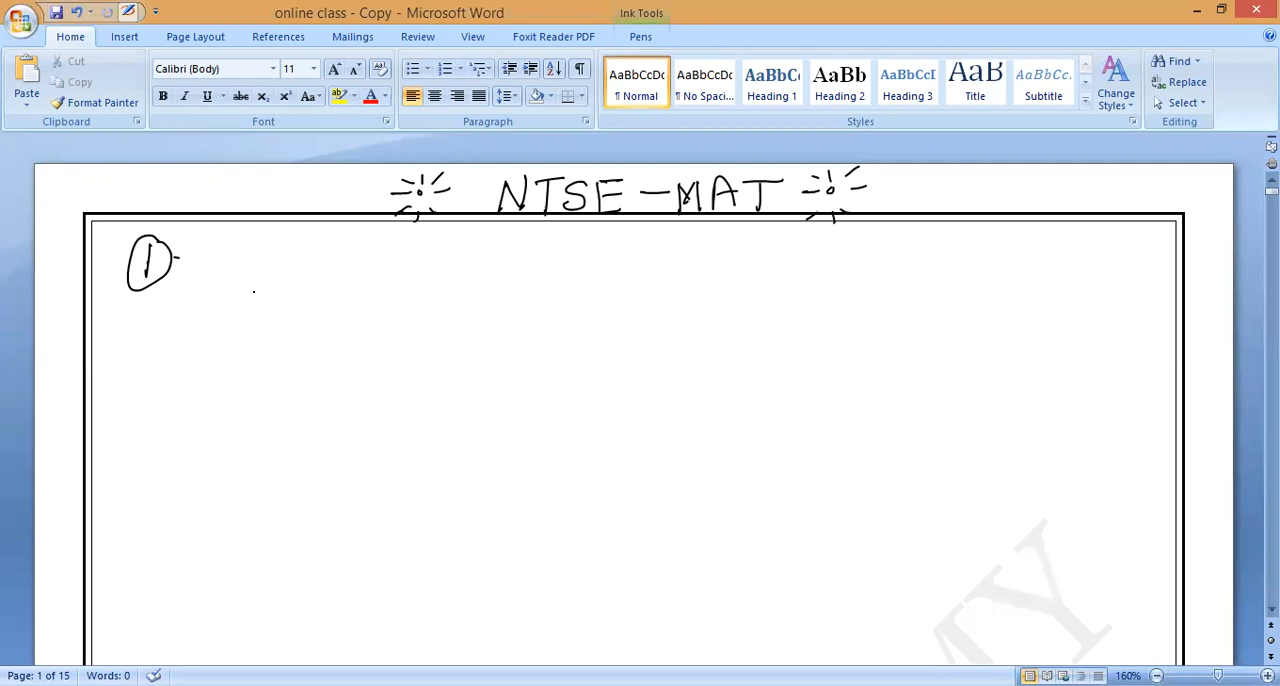 online class - Copy - Microsoft Word
Ink Tools
Home Insert Page Layout References Mailings Review View Foxit Reader PDF Pens
Paste
Cut
Copy
Format Painter
Clipboard
Calibri (Body) 11
Font
Paragraph
AaBbCcDc AaBbCcDc AaBbC AaBb AaBbCcI AaB AaBbCc.
¶ Normal ¶ No Spaci... Heading 1 Heading 2 Heading 3 Title Subtitle
Change Styles
Styles
Find
Replace
Select
Editing
NTSE - MAT
1
MY
Page: 1 of 15 Words: 0 160%